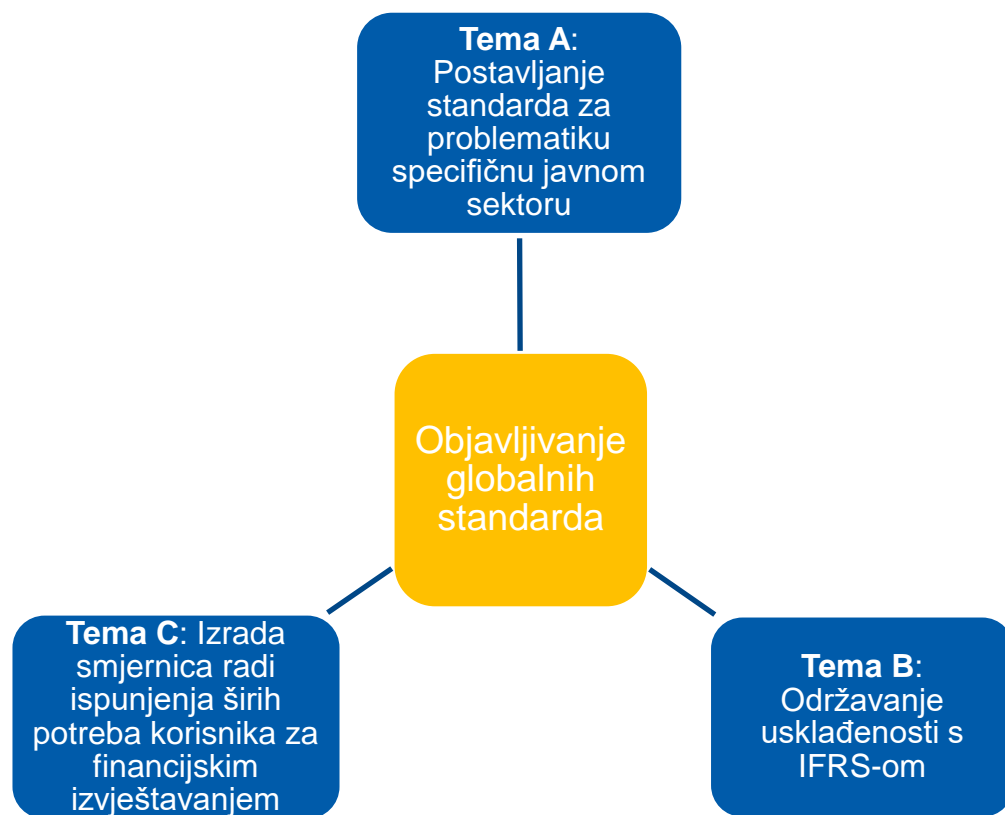 Tema A:
Postavljanje
standarda za
problematiku
specifičnu javnom
sektoru
Objavljivanje
globalnih
standarda
Tema C: Izrada
smjernica radi
ispunjenja širih
potreba korisnika za
financijskim
izvještavanjem
Tema B:
Održavanje
usklađenosti s
IFRS-om